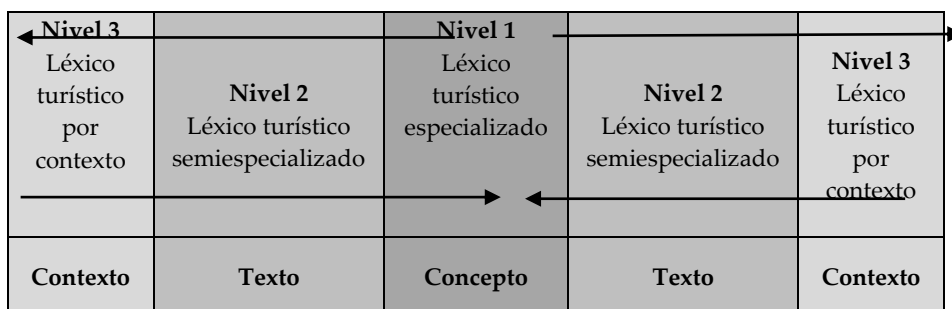 Nivel 3
Léxico
turístico
por
contexto
Nivel 2
Léxico turístico
semiespecializado
Nivel 1
Léxico
turístico
especializado
Nivel 2
Léxico turístico
semiespecializado
Nivel 3
Léxico
turístico
por
contexto
Contexto
Texto
Concepto
Texto
Contexto